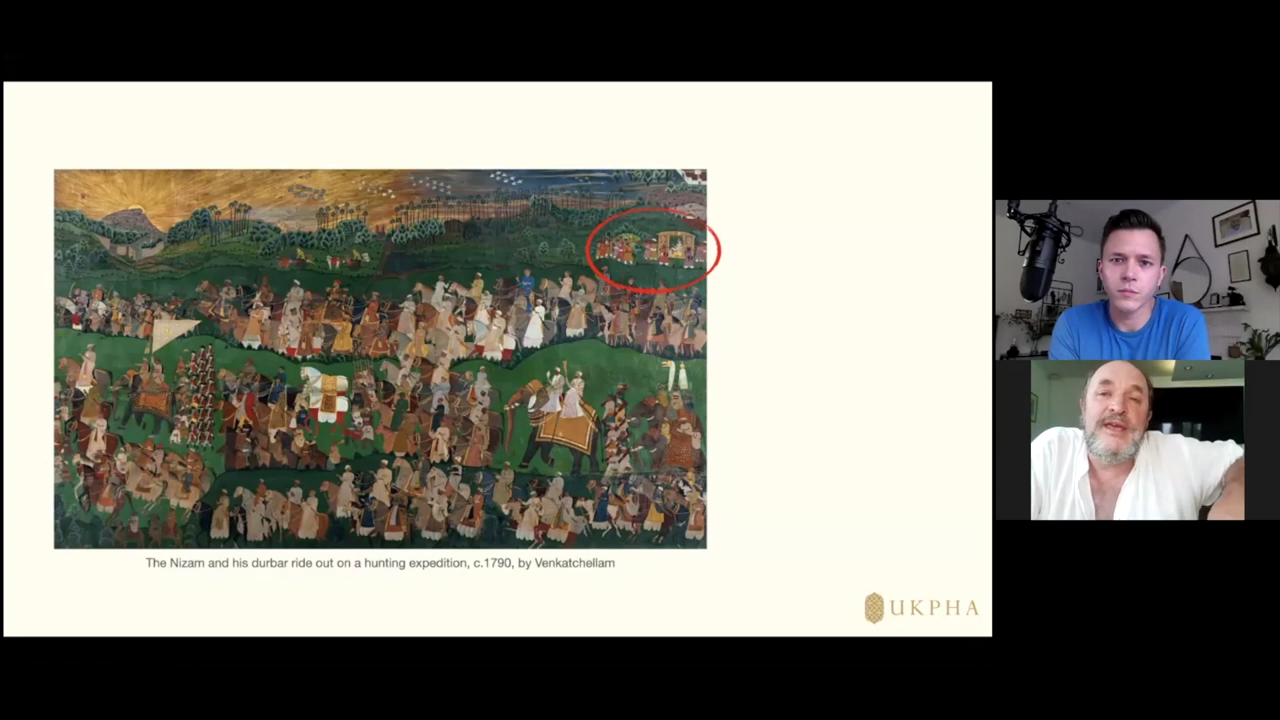 The Nizam and his durbar ride out on a hunting expedition, c.1790, by Venkatchellam
UKPHA